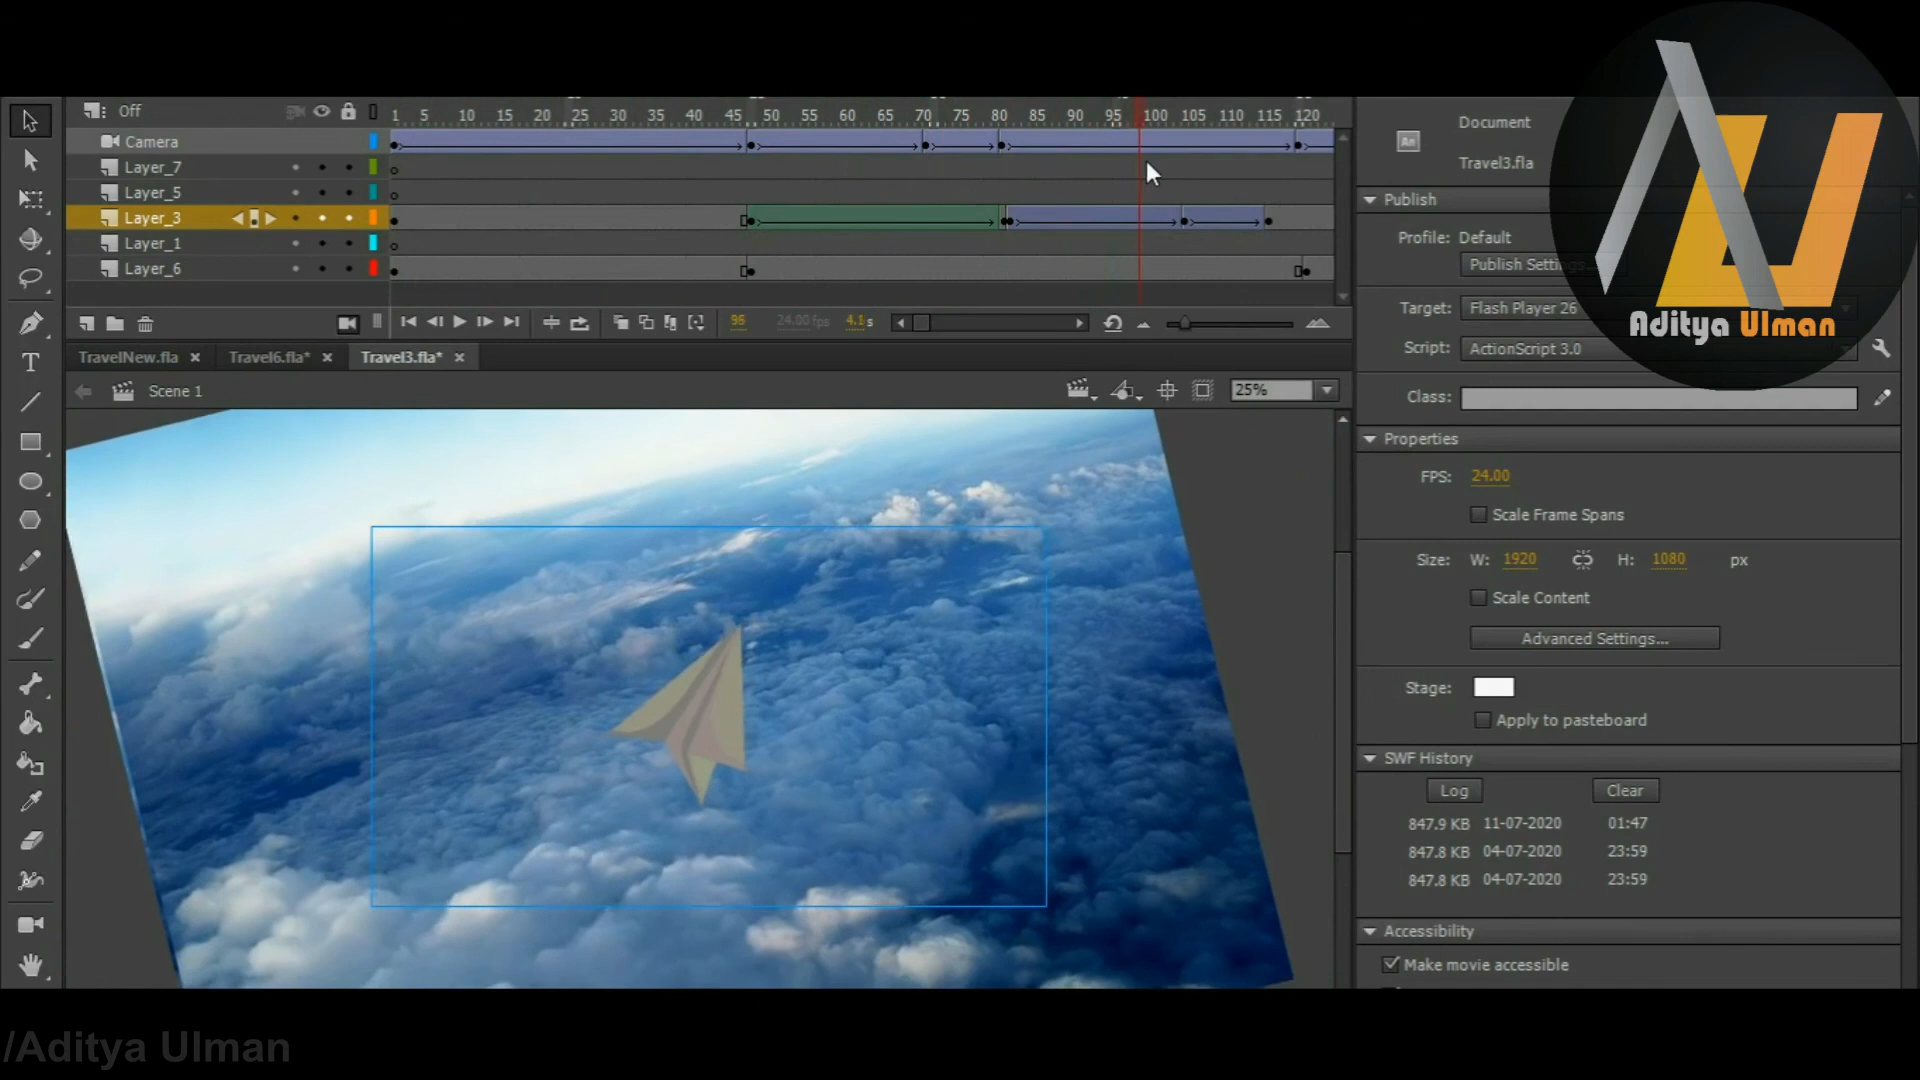 Off
1 5 10 15 20 25 30 35 40 45 50 55 60 65 70 75 80 85 90 95 100 105 110 115 120
Camera
Layer_7
Layer_5
Layer_3
Layer_1
Layer_6
96 24.00 fps 4.1 s
TravelNew.fla
Travel6.fla*
Travel3.fla*
Scene 1
25%
Document
An
Travel3.fla
Publish
Profile: Default
Publish Settings...
Target: Flash Player 26
Script: ActionScript 3.0
Class:
Properties
FPS: 24.00
Scale Frame Spans
Size: W: 1920 H: 1080 px
Scale Content
Advanced Settings...
Stage:
Apply to pasteboard
SWF History
Log
Clear
847.9 KB 11-07-2020 01:47
847.8 KB 04-07-2020 23:59
847.8 KB 04-07-2020 23:59
Accessibility
Make movie accessible
Aditya Ulman
/Aditya Ulman